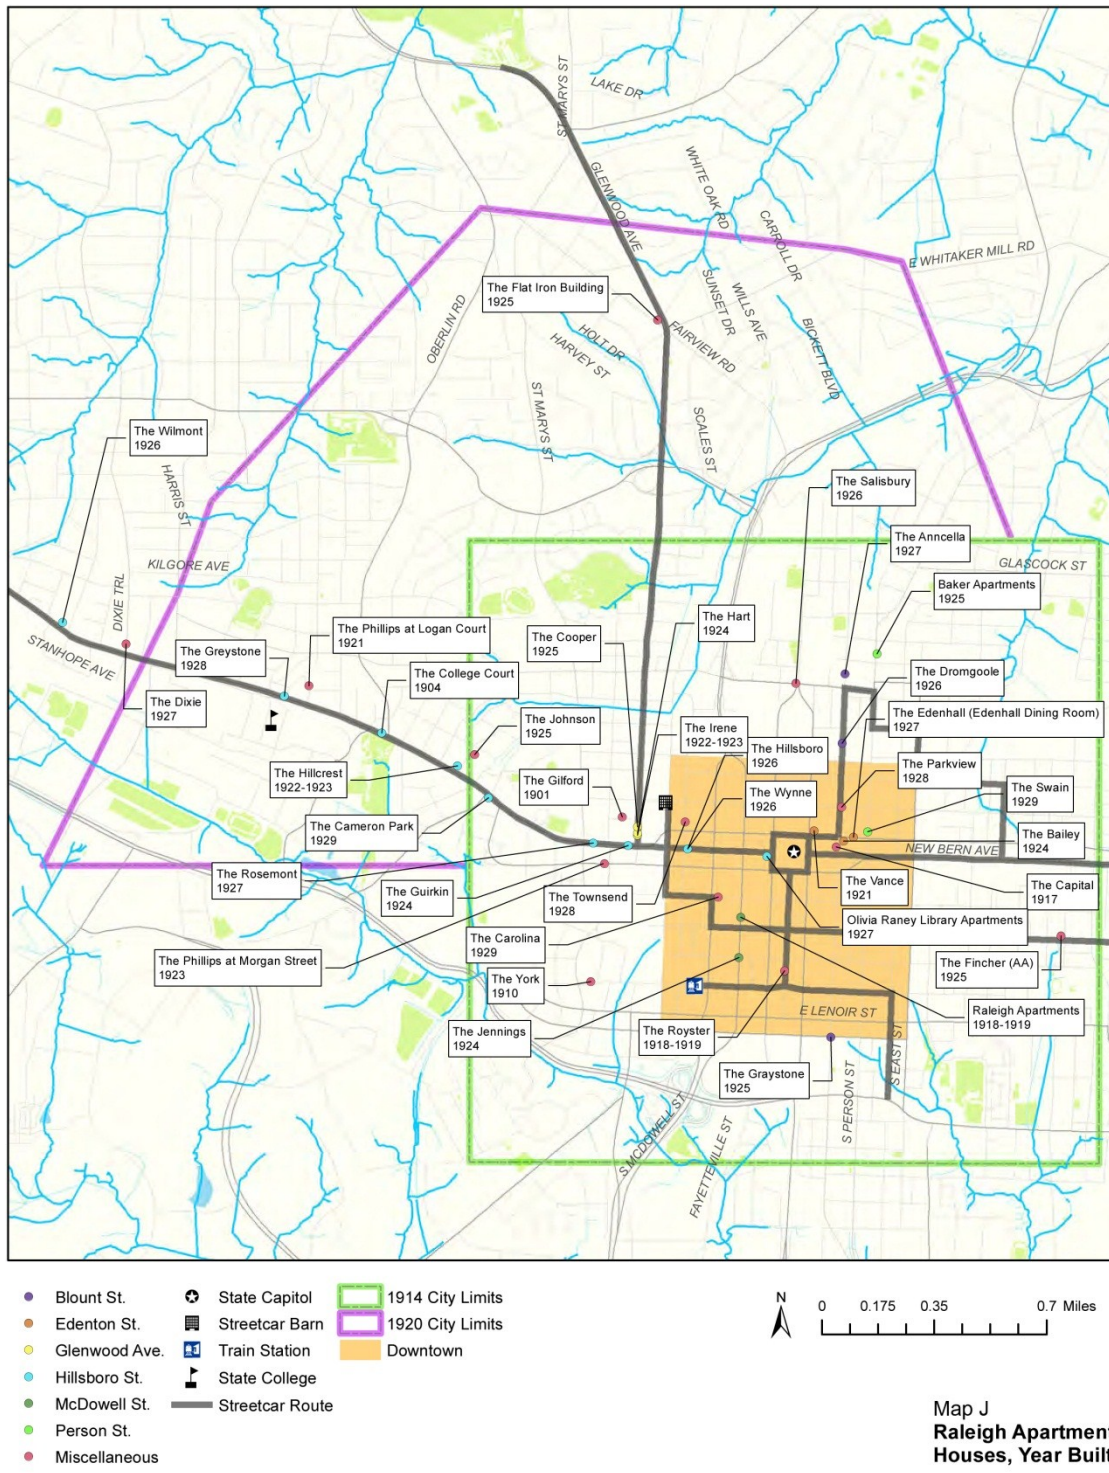 ST MARYS ST
LAKE DR
GLENWOOD AVE
WHITE OAK RD
CARROLL DR
E WHITAKER MILL RD
The Flat Iron Building
1925
OBERLIN RD
SUNSET DR
WILLS AVE
BICKETT BLVD
FAIRVIEW RD
HOLT DR
HARVEY ST
ST MARYS ST
SCALES ST
The Wilmont
1926
HARRIS ST
The Salisbury
1926
The Anncella
1927
GLASCOCK ST
KILGORE AVE
DIXIE TRL
Baker Apartments
1925
STANHOPE AVE
The Phillips at Logan Court
1921
The Cooper
1925
The Hart
1924
The Greystone
1928
The College Court
1904
The Dromgoole
1926
The Dixie
1927
The Edenhall (Edenhall Dining Room)
1927
The Johnson
1925
The Irene
1922-1923
The Hillsboro
1926
The Hillcrest
1922-1923
The Gilford
1901
The Wynne
1926
The Parkview
1928
The Swain
1929
The Cameron Park
1929
The Bailey
1924
NEW BERN AVE
The Rosemont
1927
The Guirkin
1924
The Townsend
1928
The Vance
1921
The Capital
1917
Olivia Raney Library Apartments
1927
The Carolina
1929
The Phillips at Morgan Street
1923
The Fincher (AA)
1925
The York
1910
E LENOIR ST
Raleigh Apartments
1918-1919
The Jennings
1924
The Royster
1918-1919
S EAST ST
The Graystone
1925
S PERSON ST
S MCDOWELL ST
FAYETTEVILLE ST
Blount St.
Edenton St.
Glenwood Ave.
Hillsboro St.
McDowell St.
Person St.
Miscellaneous
State Capitol
Streetcar Barn
Train Station
State College
Streetcar Route
1914 City Limits
1920 City Limits
Downtown
N
0 0.175 0.35 0.7 Miles
Map J
Raleigh Apartment
Houses, Year Built